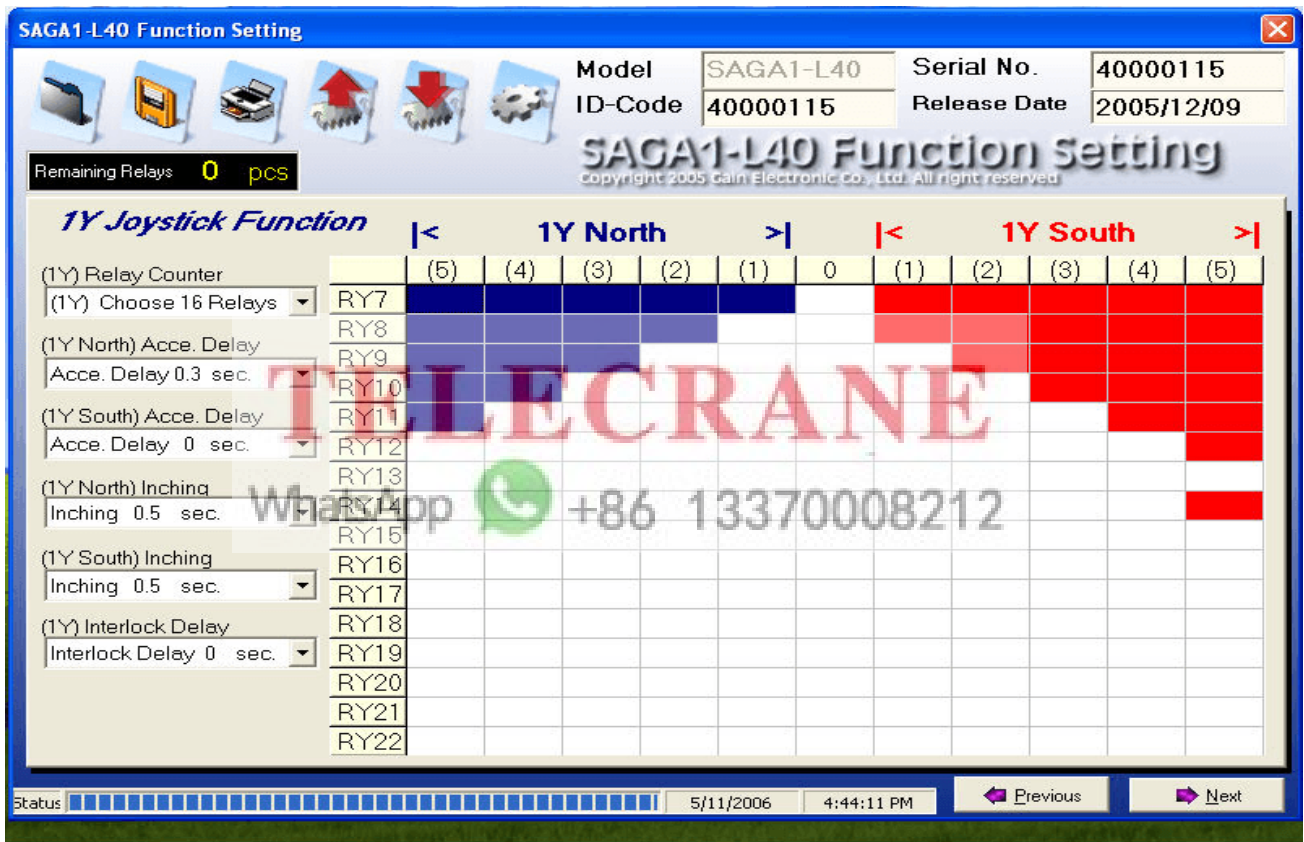 SAGA1-L40 Function Setting
Model SAGA1-L40 Serial No. 40000115
ID-Code 40000115 Release Date 2005/12/09
SAGA1-L40 Function Setting
Copyright 2005 Gain Electronic Co., Ltd. All right reserved
Remaining Relays 0 pcs
1Y Joystick Function |< 1Y North >| |< 1Y South >|
(1Y) Relay Counter (5) (4) (3) (2) (1) 0 (1) (2) (3) (4) (5)
(1Y) Choose 16 Relays RY7
RY8
(1Y North) Acce. Delay
RY9
Acce. Delay 0.3 sec.
RY10
(1Y South) Acce. Delay RY11
Acce. Delay 0 sec. RY12
TELECRANE
(1Y North) Inching RY13
Inching 0.5 sec. RY14
WhatsApp +86 13370008212
RY15
(1Y South) Inching RY16
Inching 0.5 sec. RY17
(1Y) Interlock Delay RY18
Interlock Delay 0 sec. RY19
RY20
RY21
RY22
Status 5/11/2006 4:44:11 PM Previous Next